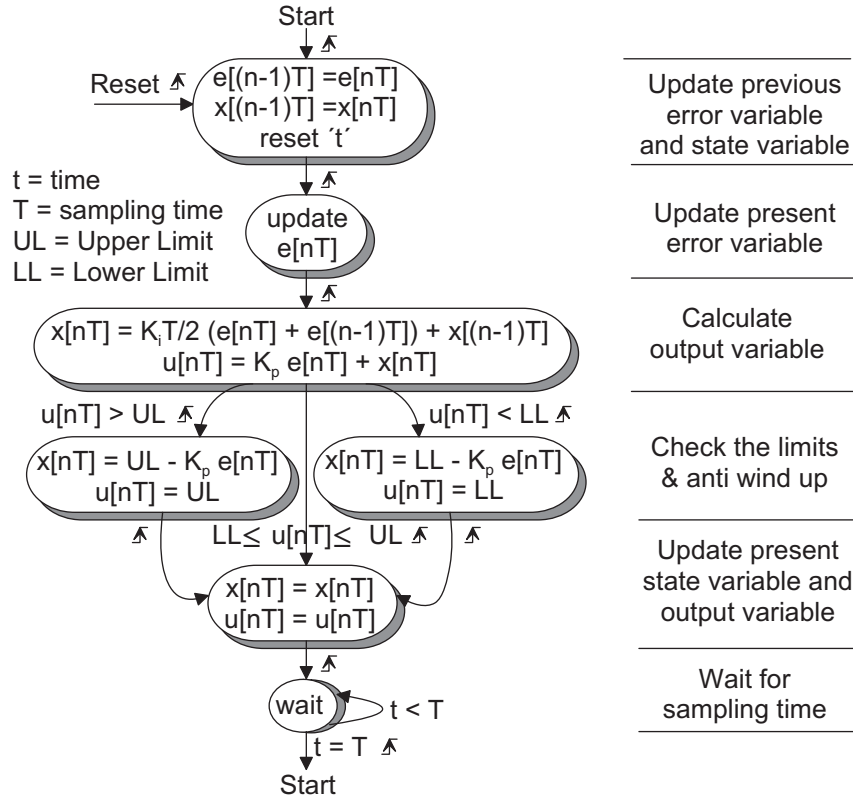 Start
Reset
e[(n-1)T] =e[nT]
x[(n-1)T] =x[nT]
reset ´t´
Update previous
error variable
and state variable
t = time
T = sampling time
UL = Upper Limit
LL = Lower Limit
update
e[nT]
Update present
error variable
x[nT] = KiT/2 (e[nT] + e[(n-1)T]) + x[(n-1)T]
u[nT] = Kp e[nT] + x[nT]
Calculate
output variable
u[nT] > UL
u[nT] < LL
x[nT] = UL - Kp e[nT]
u[nT] = UL
x[nT] = LL - Kp e[nT]
u[nT] = LL
Check the limits
& anti wind up
LL≤ u[nT]≤ UL
x[nT] = x[nT]
u[nT] = u[nT]
Update present
state variable and
output variable
wait
t < T
Wait for
sampling time
t = T
Start